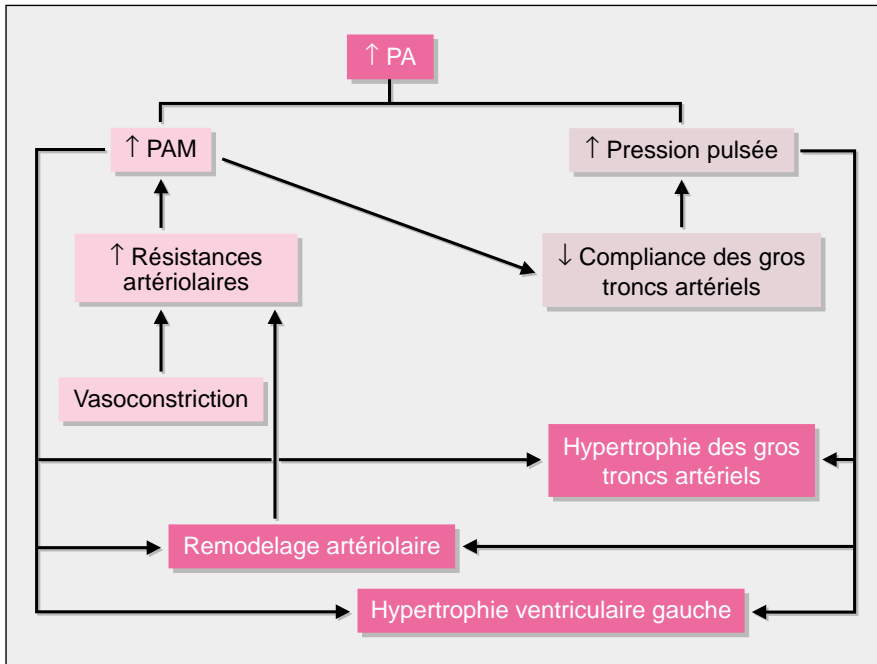 ↑ PA
↑ PAM
↑ Pression pulsée
↑ Résistances
artériolaires
↓ Compliance des gros
troncs artériels
Vasoconstriction
Hypertrophie des gros
troncs artériels
Remodelage artériolaire
Hypertrophie ventriculaire gauche